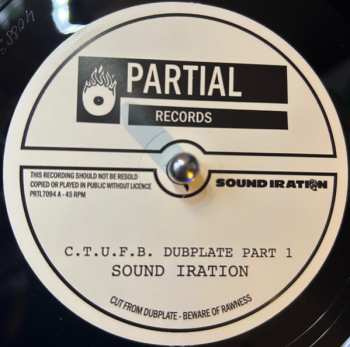 PARTIAL
RECORDS
THIS RECORDING SHOULD NOT BE RESOLD
COPIED OR PLAYED IN PUBLIC WITHOUT LICENCE
PRTL7094 A - 45 RPM
SOUND IRATION
C.T.U.F.B. DUBPLATE PART 1
SOUND IRATION
CUT FROM DUBPLATE - BEWARE OF RAWNESS